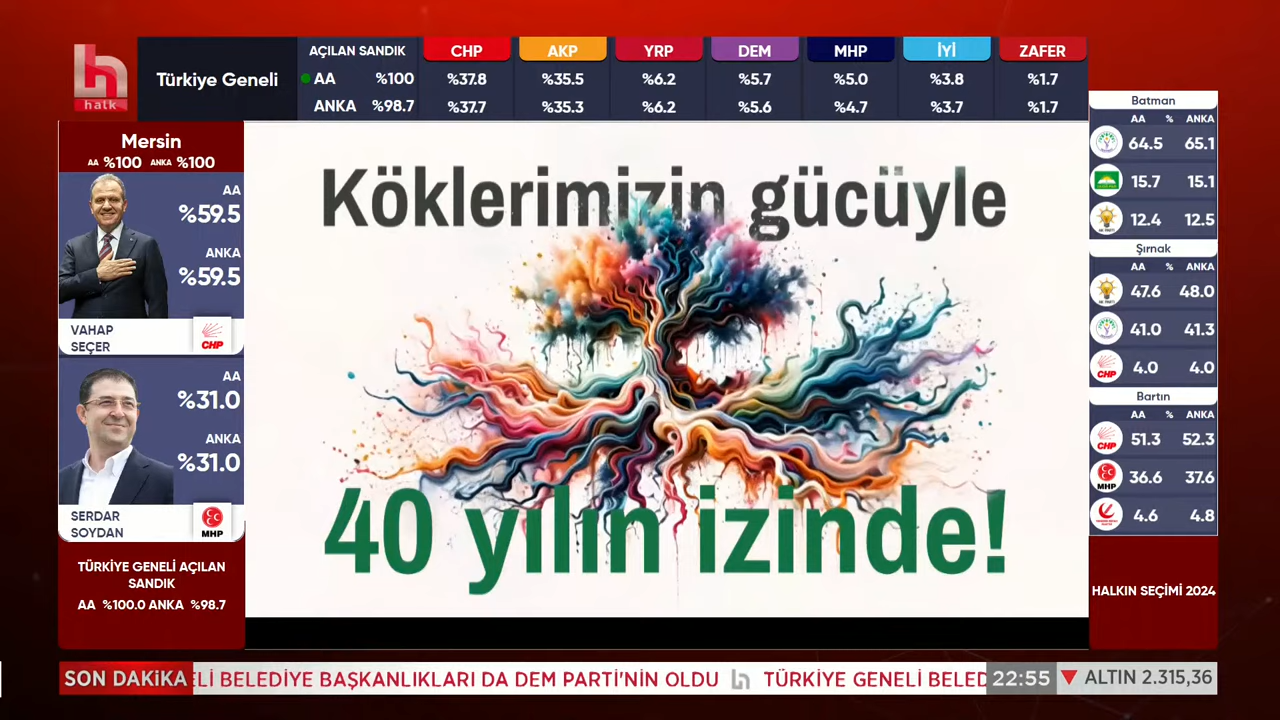 halk
Türkiye Geneli
AÇILAN SANDIK CHP AKP YRP DEM MHP İYİ ZAFER
AA %100 %37.8 %35.5 %6.2 %5.7 %5.0 %3.8 %1.7
ANKA %98.7 %37.7 %35.3 %6.2 %5.6 %4.7 %3.7 %1.7
Mersin
AA %100 ANKA %100
AA
%59.5
ANKA
%59.5
VAHAP
SEÇER
CHP
AA
%31.0
ANKA
%31.0
SERDAR
SOYDAN
MHP
TÜRKİYE GENELİ AÇILAN
SANDIK
AA %100.0 ANKA %98.7
Köklerimizin gücüyle
40 yılın izinde!
Batman
AA % ANKA
64.5 65.1
15.7 15.1
12.4 12.5
Şırnak
AA % ANKA
47.6 48.0
41.0 41.3
CHP 4.0 4.0
Bartın
AA % ANKA
CHP 51.3 52.3
MHP 36.6 37.6
4.6 4.8
HALKIN SEÇİMİ 2024
SON DAKİKA ELİ BELEDİYE BAŞKANLIKLARI DA DEM PARTİ'NİN OLDU h TÜRKİYE GENELİ BELED 22:55 ALTIN 2.315,36